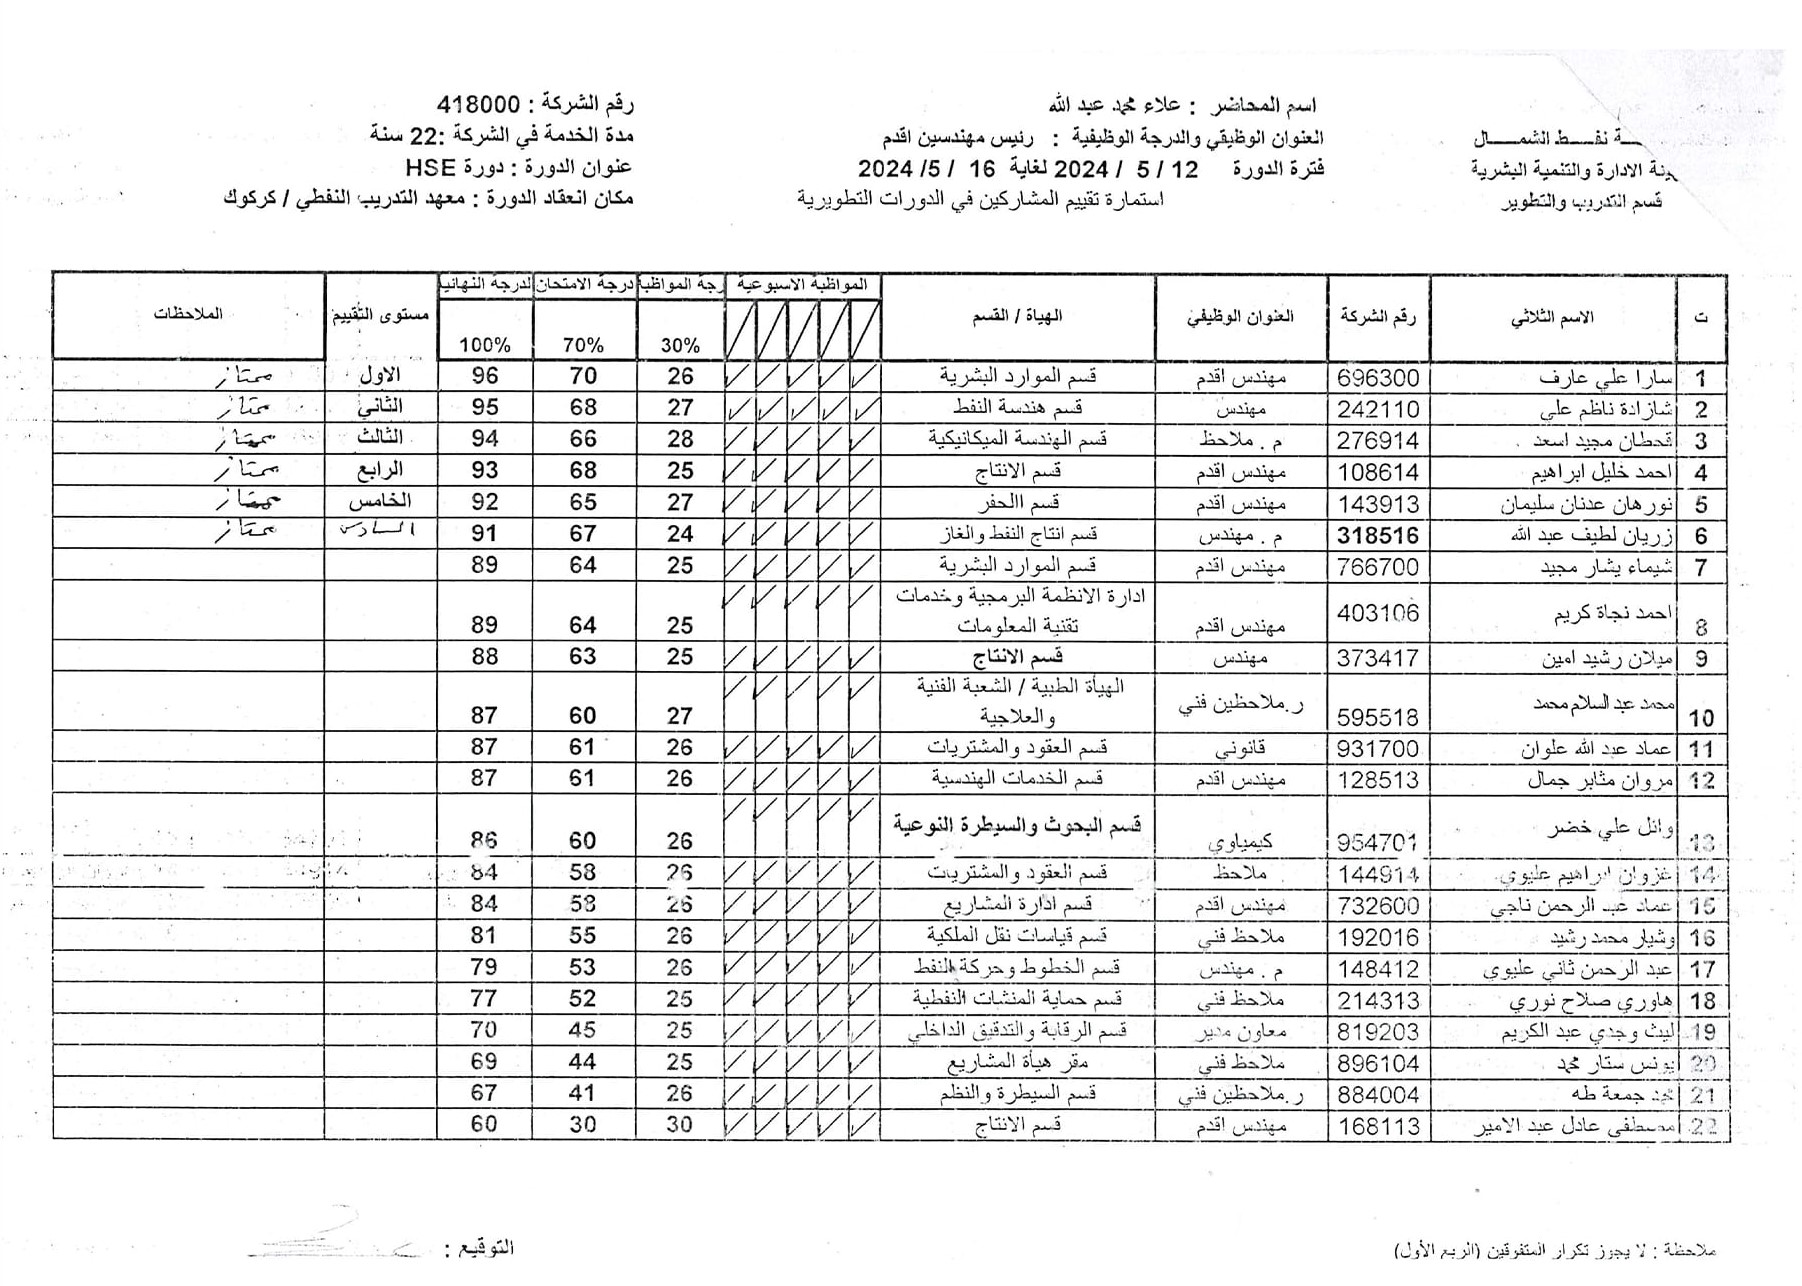 ـة نفـط الشمـــال
ـينة الادارة والتنمية البشرية
قسم التدريب والتطوير
اسم المحاضر : علاء محمد عبد الله
العنوان الوظيفي والدرجة الوظيفية : رئيس مهندسين اقدم
فترة الدورة 12 / 5 / 2024 لغاية 16 / 5/ 2024
استمارة تقييم المشاركين في الدورات التطويرية
رقم الشركة : 418000
مدة الخدمة في الشركة :22 سنة
عنوان الدورة : دورة HSE
مكان انعقاد الدورة : معهد التدريب النفطي / كركوك
ت الاسم الثلاثي رقم الشركة العنوان الوظيفي الهياة / القسم المواظبة الاسبوعية رجة المواظبة درجة الامتحان لدرجة النهائية مستوى التقييم الملاحظات
30% 70% 100%
1 سارا علي عارف 696300 مهندس اقدم قسم الموارد البشرية 26 70 96 الاول ممتاز
2 شازادة ناظم علي 242110 مهندس قسم هندسة النفط 27 68 95 الثاني ممتاز
3 قحطان مجيد اسعد 276914 م . ملاحظ قسم الهندسة الميكانيكية 28 66 94 الثالث ممتاز
4 احمد خليل ابراهيم 108614 مهندس اقدم قسم الانتاج 25 68 93 الرابع ممتاز
5 نورهان عدنان سليمان 143913 مهندس اقدم قسم االحفر 27 65 92 الخامس ممتاز
6 زريان لطيف عبد الله 318516 م . مهندس قسم انتاج النفط والغاز 24 67 91 السادس ممتاز
7 شيماء يشار مجيد 766700 مهندس اقدم قسم الموارد البشرية 25 64 89
8 احمد نجاة كريم 403106 مهندس اقدم ادارة الانظمة البرمجية وخدمات تقنية المعلومات 25 64 89
9 ميلان رشيد امين 373417 مهندس قسم الانتاج 25 63 88
10 محمد عبد السلام محمد 595518 ر.ملاحظين فني الهيأة الطبية / الشعبة الفنية والعلاجية 27 60 87
11 عماد عبد الله علوان 931700 قانوني قسم العقود والمشتريات 26 61 87
12 مروان مثابر جمال 128513 مهندس اقدم قسم الخدمات الهندسية 26 61 87
13 وائل علي خضر 954701 كيمياوي قسم البحوث والسيطرة النوعية 26 60 86
14 غزوان ابراهيم عليوي 144914 ملاحظ قسم العقود والمشتريات 26 58 84
15 عماد عبد الرحمن ناجي 732600 مهندس اقدم قسم ادارة المشاريع 26 58 84
16 وشيار محمد رشيد 192016 ملاحظ فني قسم قياسات نقل الملكية 26 55 81
17 عبد الرحمن ثاني عليوي 148412 م . مهندس قسم الخطوط وحركة النفط 26 53 79
18 هاوري صلاح نوري 214313 ملاحظ فني قسم حماية المنشات النفطية 25 52 77
19 ليث وجدي عبد الكريم 819203 معاون مدير قسم الرقابة والتدقيق الداخلي 25 45 70
20 يونس ستار محمد 896104 ملاحظ فني مقر هيأة المشاريع 25 44 69
21 محمد جمعة طه 884004 ر.ملاحظين فني قسم السيطرة والنظم 26 41 67
22 مصطفى عادل عبد الامير 168113 مهندس اقدم قسم الانتاج 30 30 60
ملاحظة : لا يجوز تكرار المتفوقين (الربع الأول)
التوقيع :